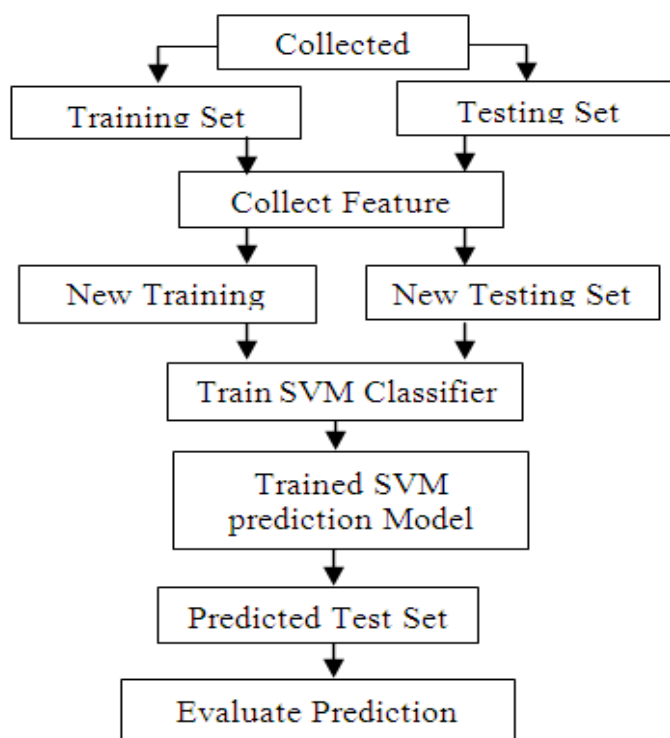 Collected
Training Set
Testing Set
Collect Feature
New Training
New Testing Set
Train SVM Classifier
Trained SVM
prediction Model
Predicted Test Set
Evaluate Prediction